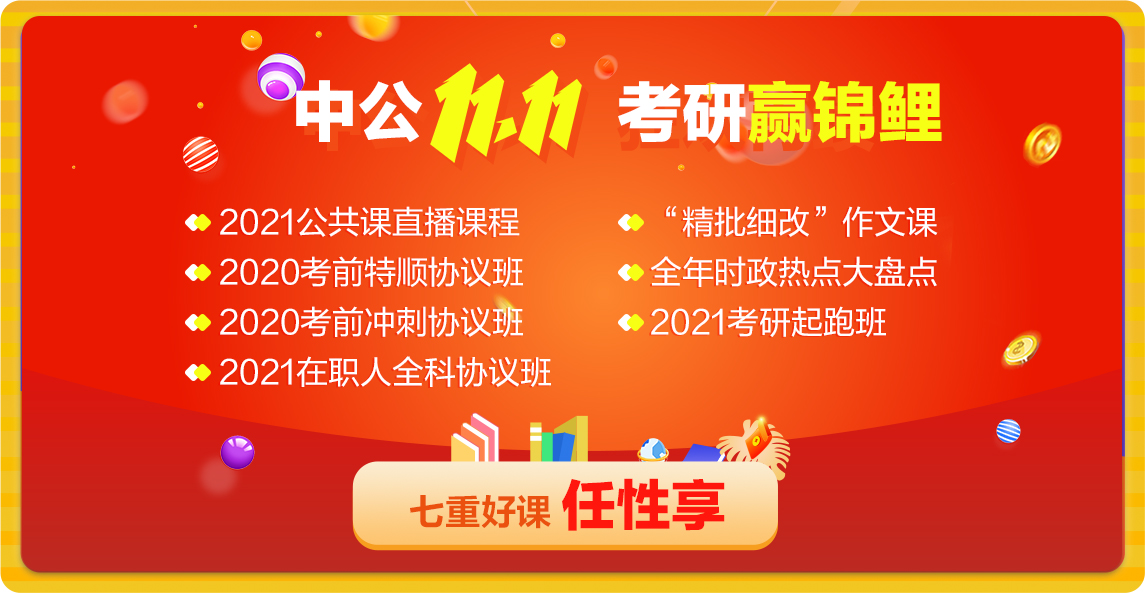 中公11.11 考研赢锦鲤
2021公共课直播课程
2020考前特顺协议班
2020考前冲刺协议班
2021在职人全科协议班
“精批细改”作文课
全年时政热点大盘点
2021考研起跑班
七重好课 任性享